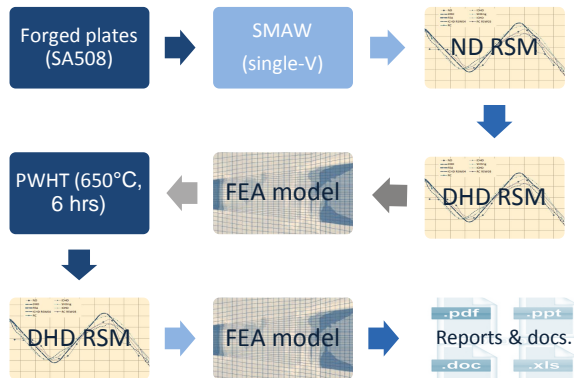 Forged plates
(SA508)
SMAW
(single-V)
ND RSM
DHD RSM
FEA model
PWHT (650°C,
6 hrs)
DHD RSM
FEA model
Reports & docs.
.pdf
.ppt
.doc
.xls